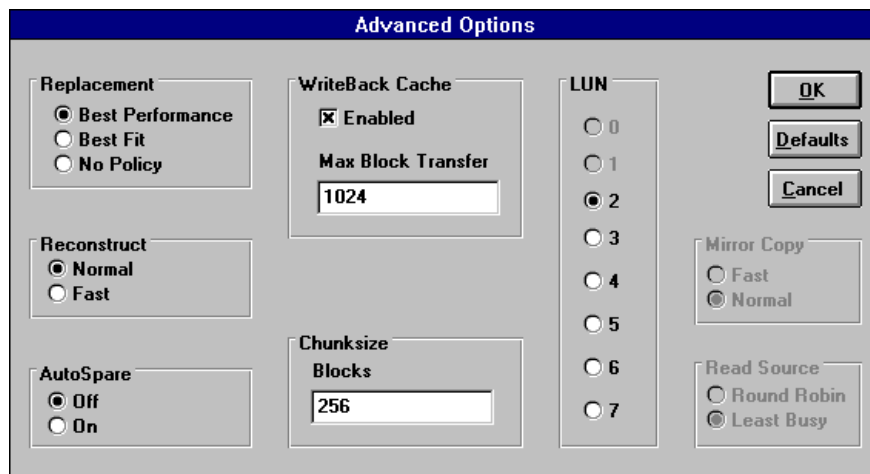 Advanced Options
Replacement
Best Performance
Best Fit
No Policy
Reconstruct
Normal
Fast
AutoSpare
Off
On
WriteBack Cache
Enabled
Max Block Transfer
1024
Chunksize
Blocks
256
LUN
0
1
2
3
4
5
6
7
OK
Defaults
Cancel
Mirror Copy
Fast
Normal
Read Source
Round Robin
Least Busy